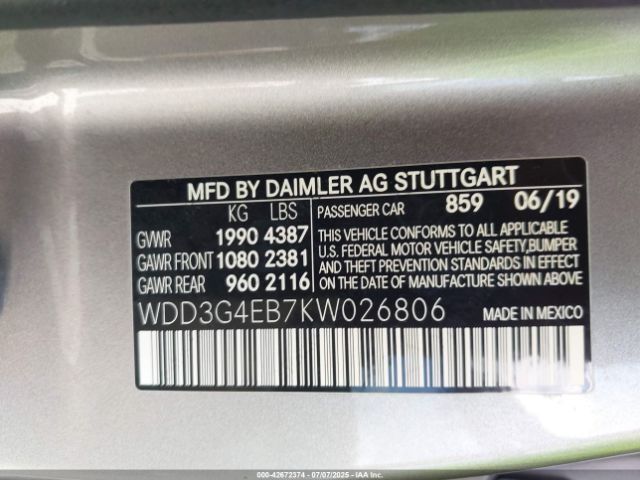 MFD BY DAIMLER AG STUTTGART
KG LBS
PASSENGER CAR 859 06/19
GVWR 1990 4387
GAWR FRONT 1080 2381
GAWR REAR 960 2116
THIS VEHICLE CONFORMS TO ALL APPLICABLE
U.S. FEDERAL MOTOR VEHICLE SAFETY,BUMPER
AND THEFT PREVENTION STANDARDS IN EFFECT
ON THE DATE OF MANUFACTURE SHOWN ABOVE.
WDD3G4EB7KW026806
MADE IN MEXICO
000-42672374 | 07/07/2025 | IAAI.COM